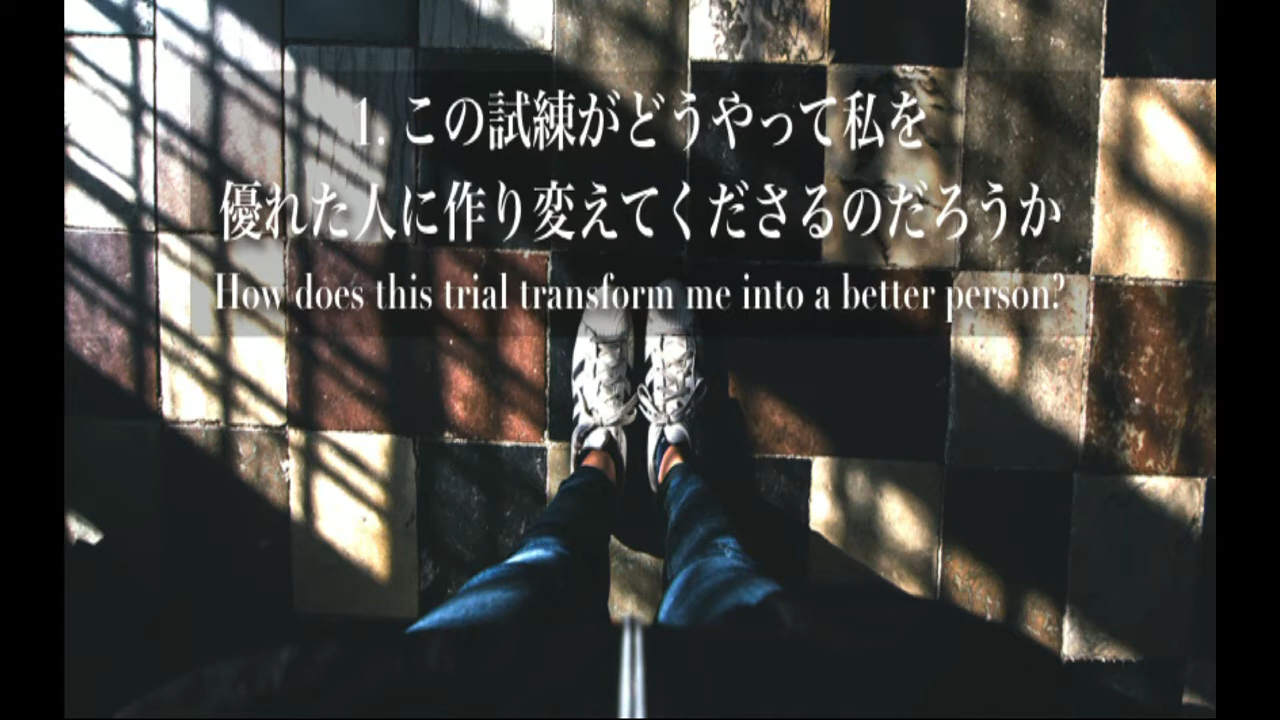 1. この試練がどうやって私を
優れた人に作り変えてくださるのだろうか
How does this trial transform me into a better person?